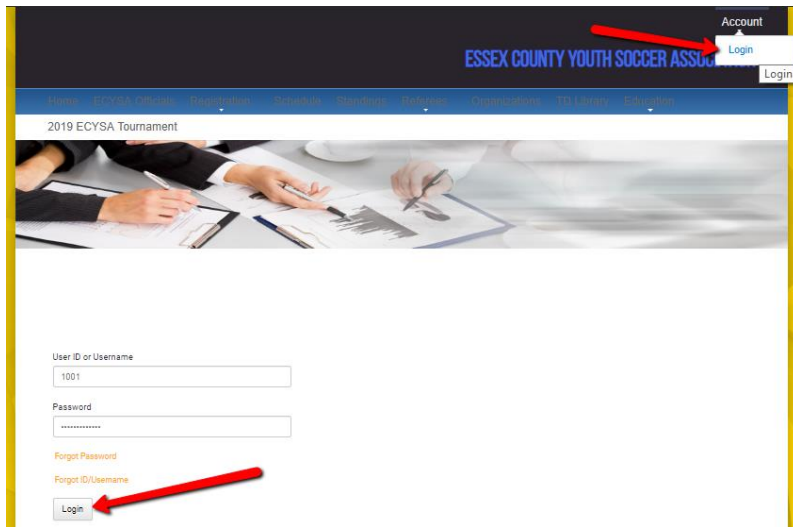 Account
Login
ESSEX COUNTY YOUTH SOCCER
Login
Home ECYSA Officials Registration Schedule Standings Referees Organizations TD Library Education
2019 ECYSA Tournament
User ID or Username
1001
Password
-------------
Forgot Password
Forgot ID/Username
Login